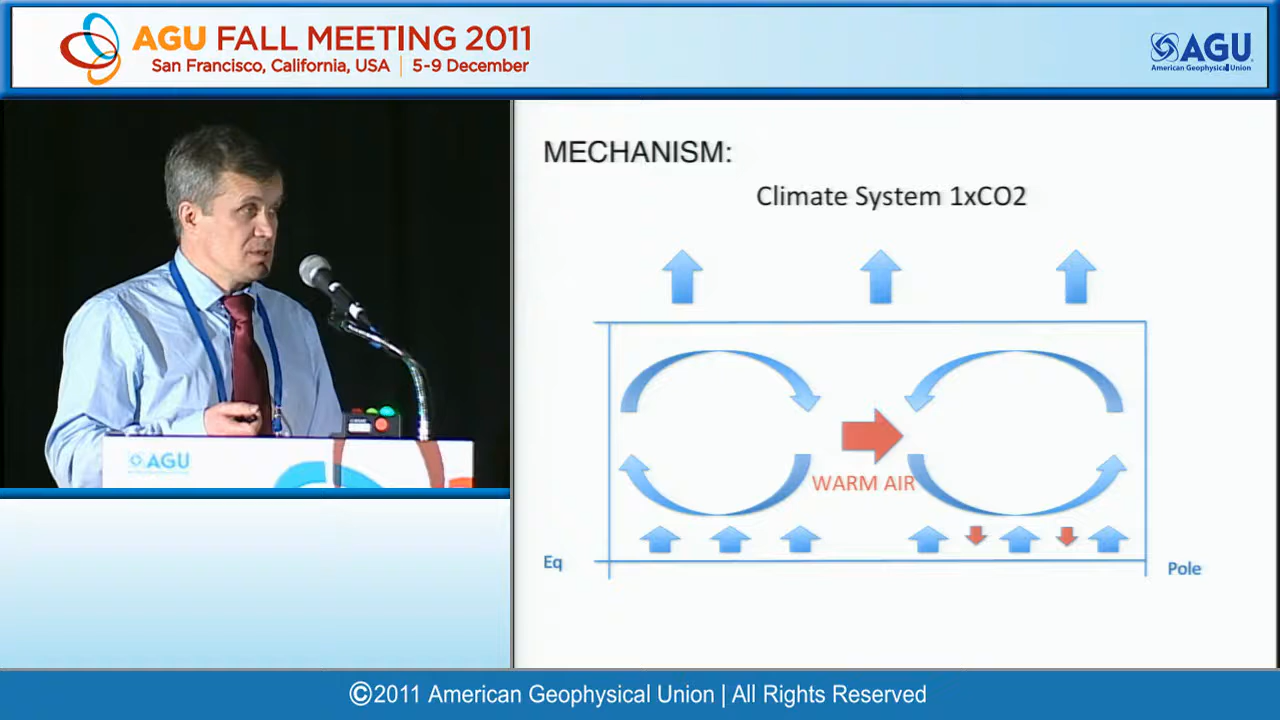 AGU FALL MEETING 2011
San Francisco, California, USA | 5-9 December
AGU
American Geophysical Union
MECHANISM:
Climate System 1xCO2
WARM AIR
Eq
Pole
AGU
©2011 American Geophysical Union | All Rights Reserved